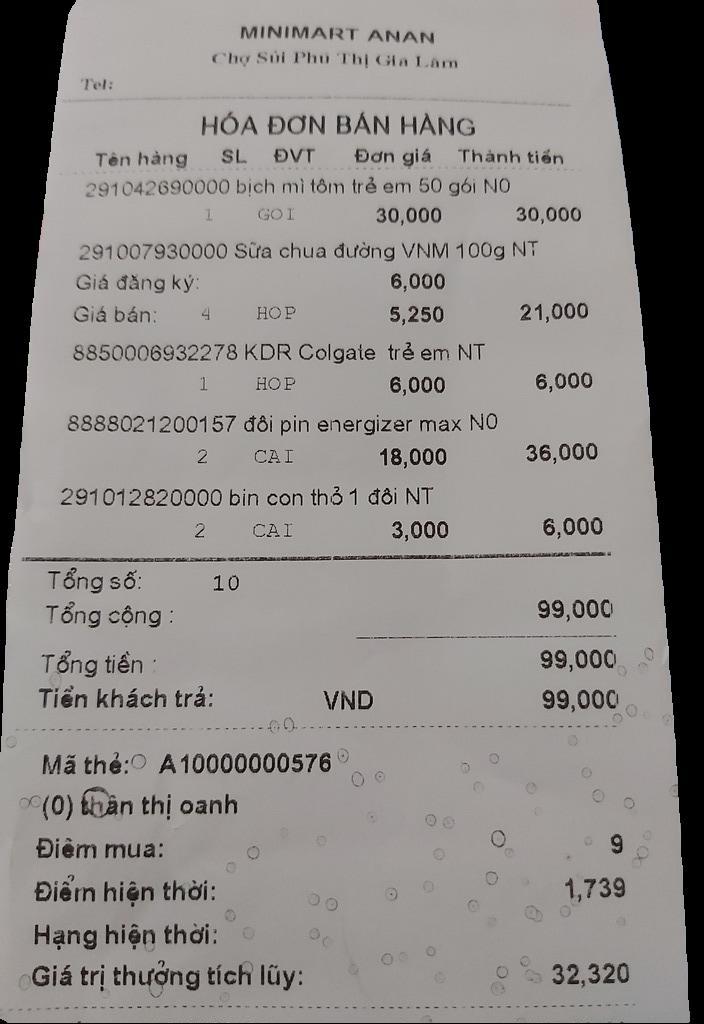 MINIMART ANAN
Chợ Sủi Phú Thị Gia Lâm
Tel:
HÓA ĐƠN BÁN HÀNG
Tên hàng SL ĐVT Đơn giá Thành tiền
291042690000 bịch mì tôm trẻ em 50 gói N0
1 GOI 30,000 30,000
291007930000 Sữa chua đường VNM 100g NT
Giá đăng ký: 6,000
Giá bán: 4 HOP 5,250 21,000
8850006932278 KDR Colgate trẻ em NT
1 HOP 6,000 6,000
8888021200157 đôi pin energizer max N0
2 CAI 18,000 36,000
291012820000 bin con thỏ 1 đôi NT
2 CAI 3,000 6,000
Tổng số: 10
Tổng cộng : 99,000
Tổng tiền : 99,000
Tiền khách trả: VND 99,000
Mã thẻ: A10000000576
(0) thân thị oanh
Điểm mua: 9
Điểm hiện thời: 1,739
Hạng hiện thời:
Giá trị thưởng tích lũy: 32,320